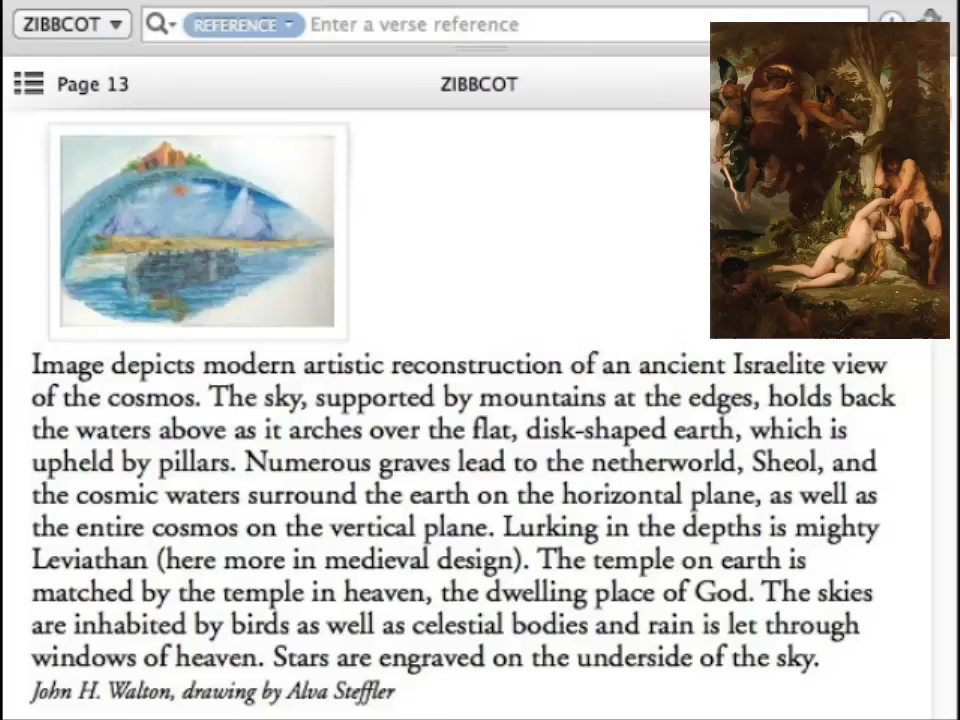 ZIBBCOT REFERENCE Enter a verse reference
Page 13 ZIBBCOT
Image depicts modern artistic reconstruction of an ancient Israelite view
of the cosmos. The sky, supported by mountains at the edges, holds back
the waters above as it arches over the flat, disk-shaped earth, which is
upheld by pillars. Numerous graves lead to the netherworld, Sheol, and
the cosmic waters surround the earth on the horizontal plane, as well as
the entire cosmos on the vertical plane. Lurking in the depths is mighty
Leviathan (here more in medieval design). The temple on earth is
matched by the temple in heaven, the dwelling place of God. The skies
are inhabited by birds as well as celestial bodies and rain is let through
windows of heaven. Stars are engraved on the underside of the sky.
John H. Walton, drawing by Alva Steffler